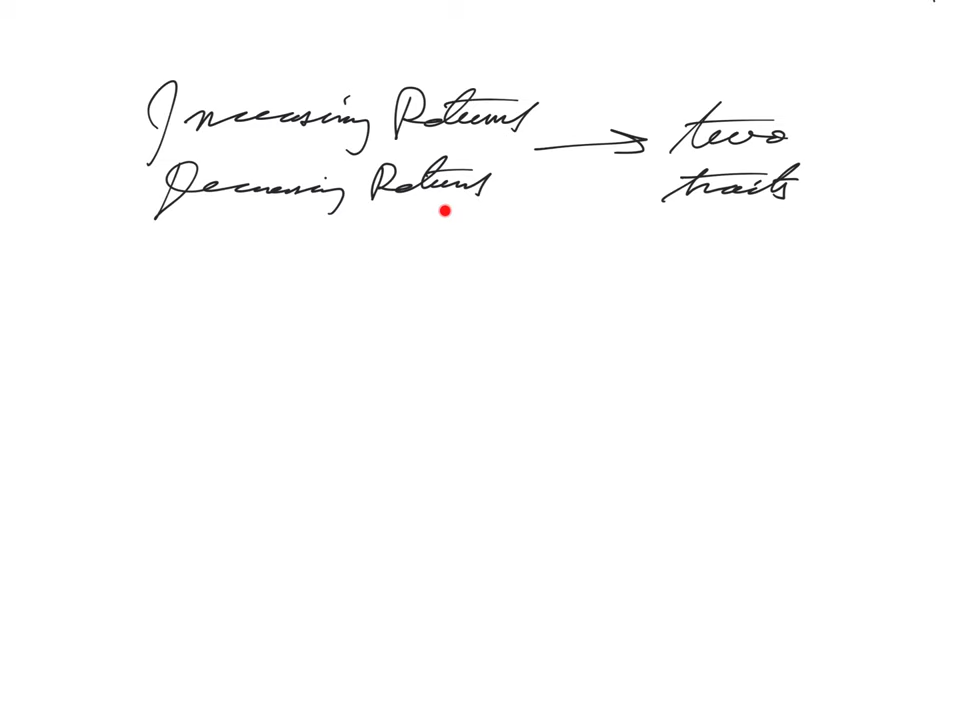 Increasing Returns
Decreasing Returns
→ two
traits